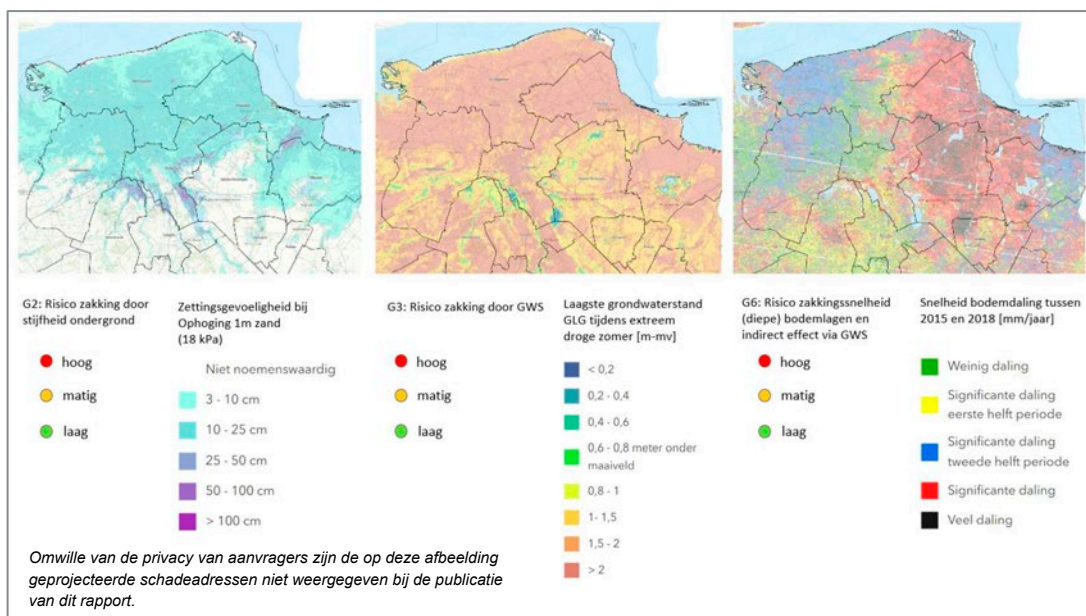 G2: Risico zakking door
stijfheid ondergrond
hoog
matig
laag
Zettingsgevoeligheid bij
Ophoging 1m zand
(18 kPa)
Niet noemenswaardig
3 - 10 cm
10 - 25 cm
25 - 50 cm
50 - 100 cm
> 100 cm
G3: Risico zakking door GWS
hoog
matig
laag
Laagste grondwaterstand
GLG tijdens extreem
droge zomer [m-mv]
< 0,2
0,2 - 0,4
0,4 - 0,6
0,6 - 0,8 meter onder
maaiveld
0,8 - 1
1- 1,5
1,5 - 2
> 2
G6: Risico zakkingssnelheid
(diepe) bodemlagen en
indirect effect via GWS
hoog
matig
laag
Snelheid bodemdaling tussen
2015 en 2018 [mm/jaar]
Weinig daling
Significante daling
eerste helft periode
Significante daling
tweede helft periode
Significante daling
Veel daling
Omwille van de privacy van aanvragers zijn de op deze afbeelding
geprojecteerde schadeadressen niet weergegeven bij de publicatie
van dit rapport.